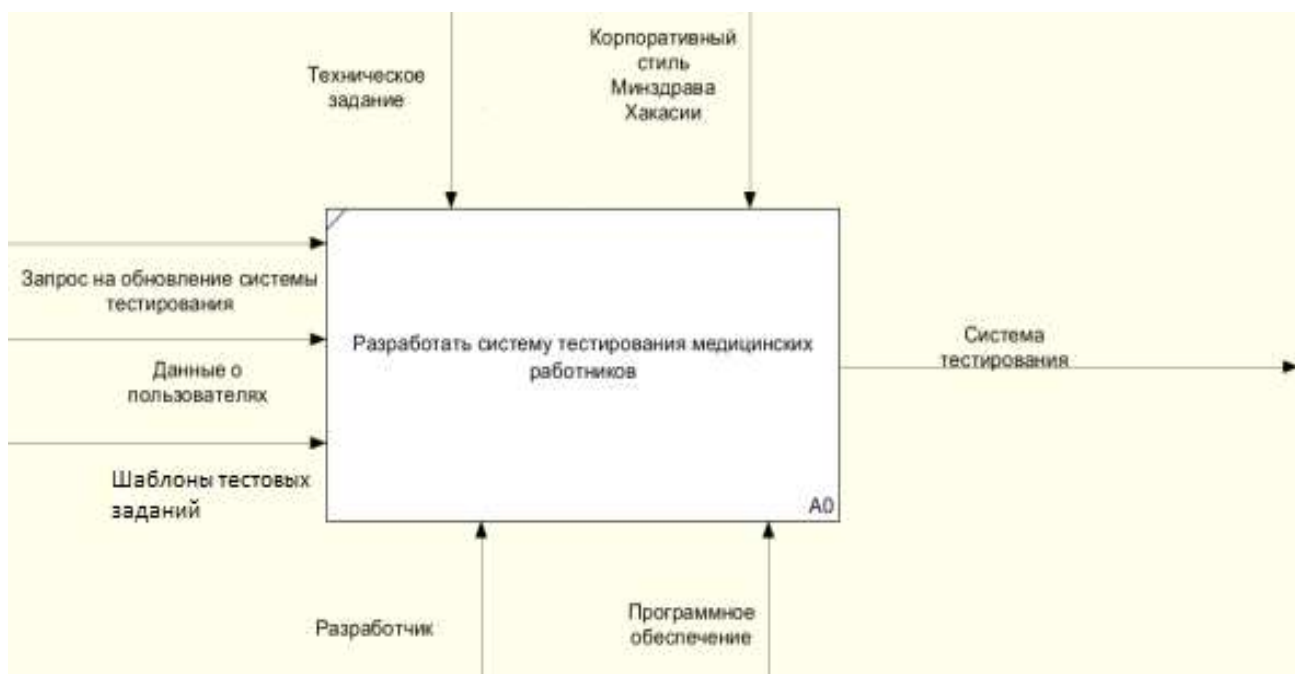 Корпоративный
стиль
Минздрава
Хакасии
Техническое
задание
Запрос на обновление системы
тестирования
Данные о
пользователях
Шаблоны тестовых
заданий
Разработать систему тестирования медицинских
работников
A0
Система
тестирования
Разработчик
Программное
обеспечение